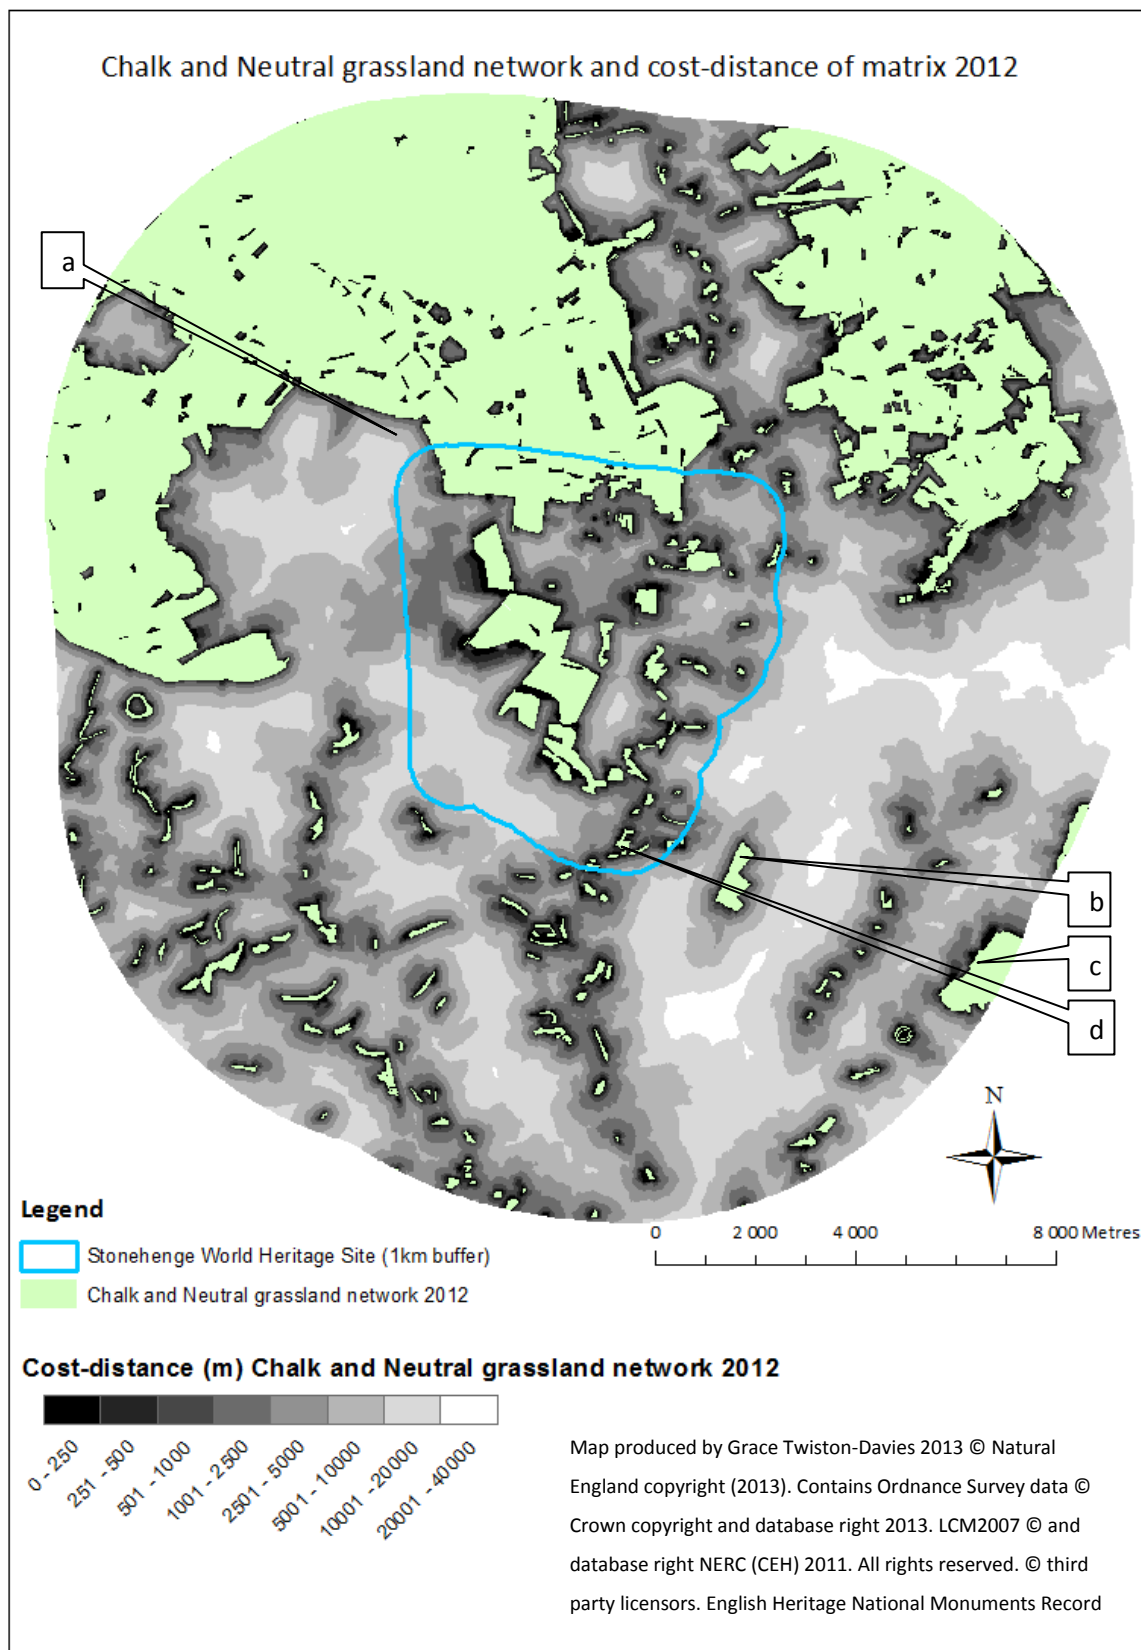 Chalk and Neutral grassland network and cost-distance of matrix 2012
a
b
c
d
N
Legend
Stonehenge World Heritage Site (1km buffer)
Chalk and Neutral grassland network 2012
0 2 000 4 000 8 000 Metres
Cost-distance (m) Chalk and Neutral grassland network 2012
0 - 250
251 - 500
501 - 1000
1001 - 2500
2501 - 5000
5001 - 10000
10001 - 20000
20001 - 40000
Map produced by Grace Twiston-Davies 2013 © Natural
England copyright (2013). Contains Ordnance Survey data ©
Crown copyright and database right 2013. LCM2007 © and
database right NERC (CEH) 2011. All rights reserved. © third
party licensors. English Heritage National Monuments Record